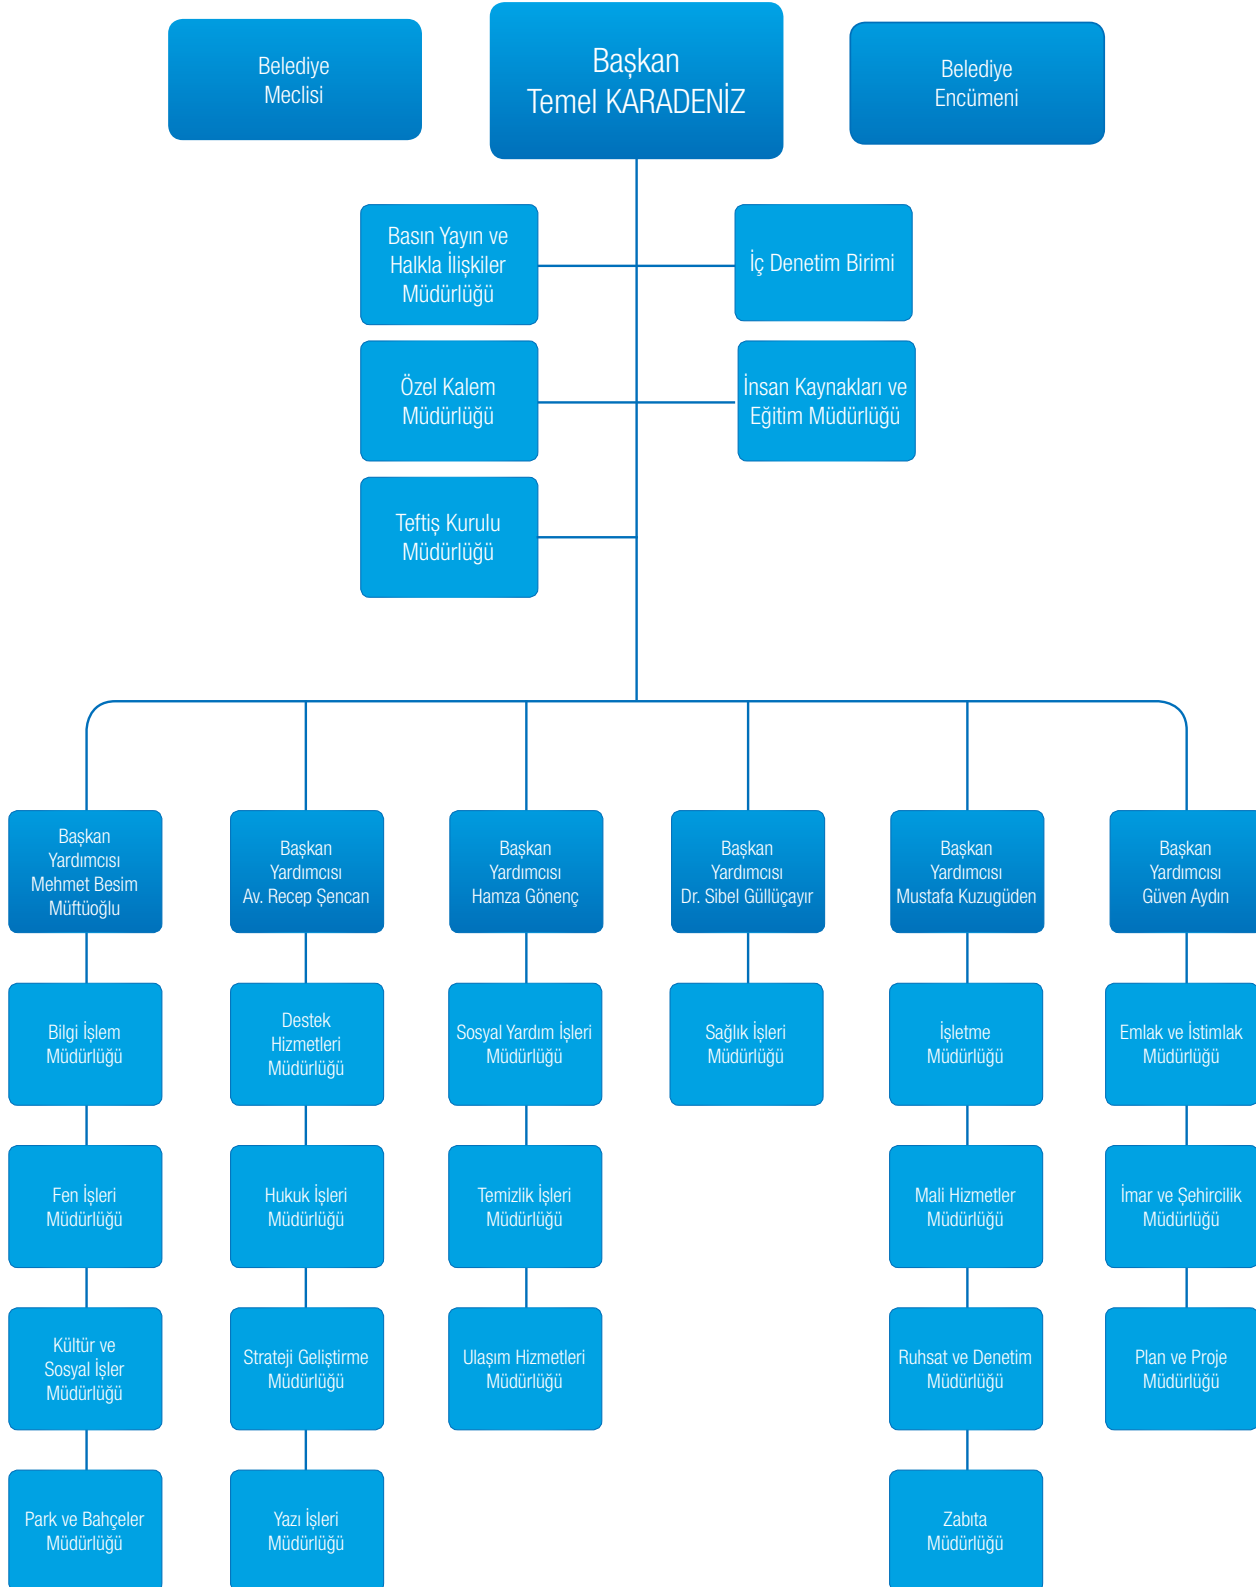 Belediye
Meclisi
Başkan
Temel KARADENİZ
Belediye
Encümeni
Basın Yayın ve
Halkla İlişkiler
Müdürlüğü
İç Denetim Birimi
Özel Kalem
Müdürlüğü
İnsan Kaynakları ve
Eğitim Müdürlüğü
Teftiş Kurulu
Müdürlüğü
Başkan
Yardımcısı
Mehmet Besim
Müftüoğlu
Başkan
Yardımcısı
Av. Recep Şencan
Başkan
Yardımcısı
Hamza Gönenç
Başkan
Yardımcısı
Dr. Sibel Güllüçayır
Başkan
Yardımcısı
Mustafa Kuzugüden
Başkan
Yardımcısı
Güven Aydın
Bilgi İşlem
Müdürlüğü
Destek
Hizmetleri
Müdürlüğü
Sosyal Yardım İşleri
Müdürlüğü
Sağlık İşleri
Müdürlüğü
İşletme
Müdürlüğü
Emlak ve İstimlak
Müdürlüğü
Fen İşleri
Müdürlüğü
Hukuk İşleri
Müdürlüğü
Temizlik İşleri
Müdürlüğü
Mali Hizmetler
Müdürlüğü
İmar ve Şehircilik
Müdürlüğü
Kültür ve
Sosyal İşler
Müdürlüğü
Strateji Geliştirme
Müdürlüğü
Ulaşım Hizmetleri
Müdürlüğü
Ruhsat ve Denetim
Müdürlüğü
Plan ve Proje
Müdürlüğü
Park ve Bahçeler
Müdürlüğü
Yazı İşleri
Müdürlüğü
Zabıta
Müdürlüğü